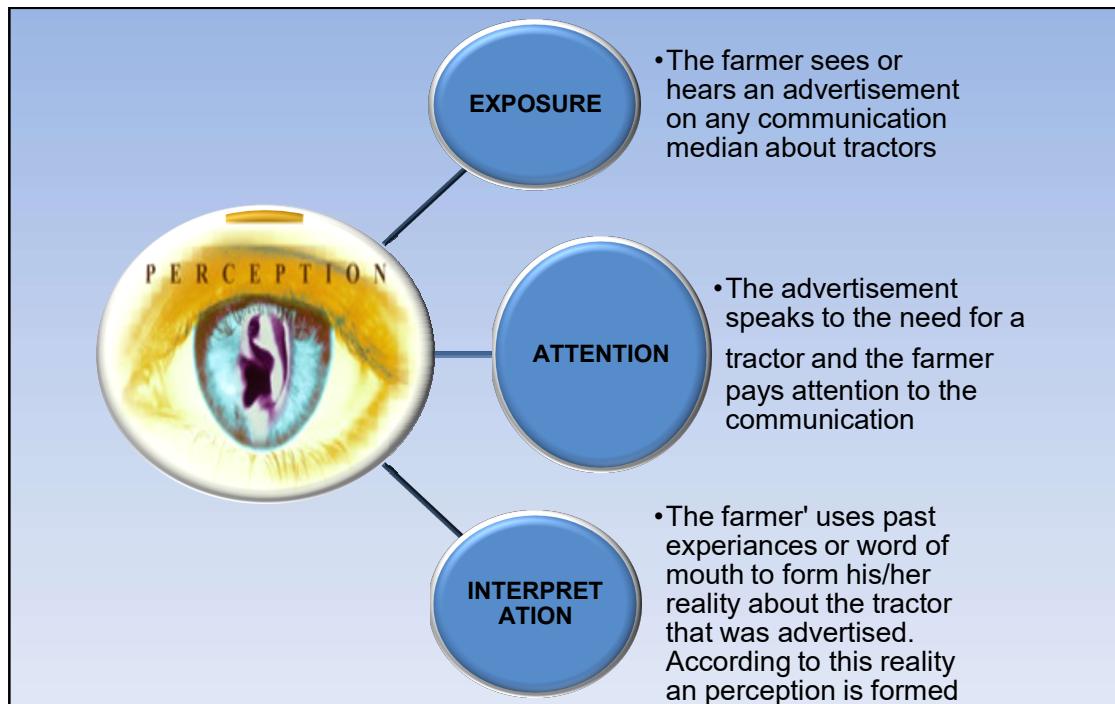 PERCEPTION
EXPOSURE
•The farmer sees or
hears an advertisement
on any communication
median about tractors
ATTENTION
•The advertisement
speaks to the need for a
tractor and the farmer
pays attention to the
communication
INTERPRET
ATION
•The farmer' uses past
experiances or word of
mouth to form his/her
reality about the tractor
that was advertised.
According to this reality
an perception is formed